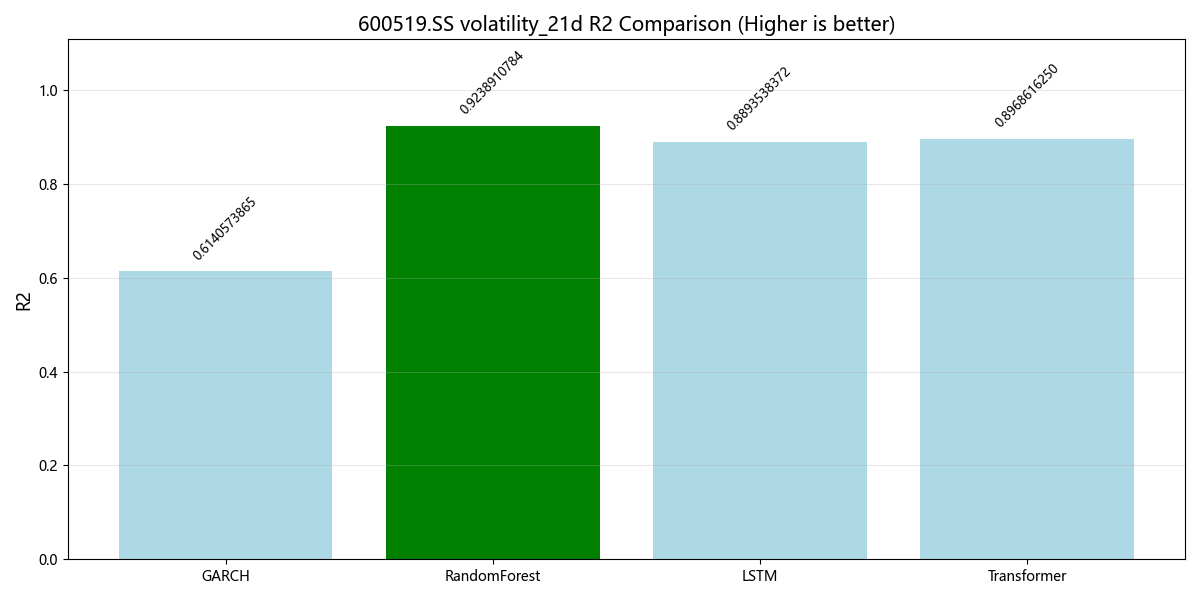 600519.SS volatility_21d R2 Comparison (Higher is better)
R2
1.0
0.8
0.6
0.4
0.2
0.0
0.6140573865
0.9238910784
0.8893538372
0.8968616250
GARCH
RandomForest
LSTM
Transformer